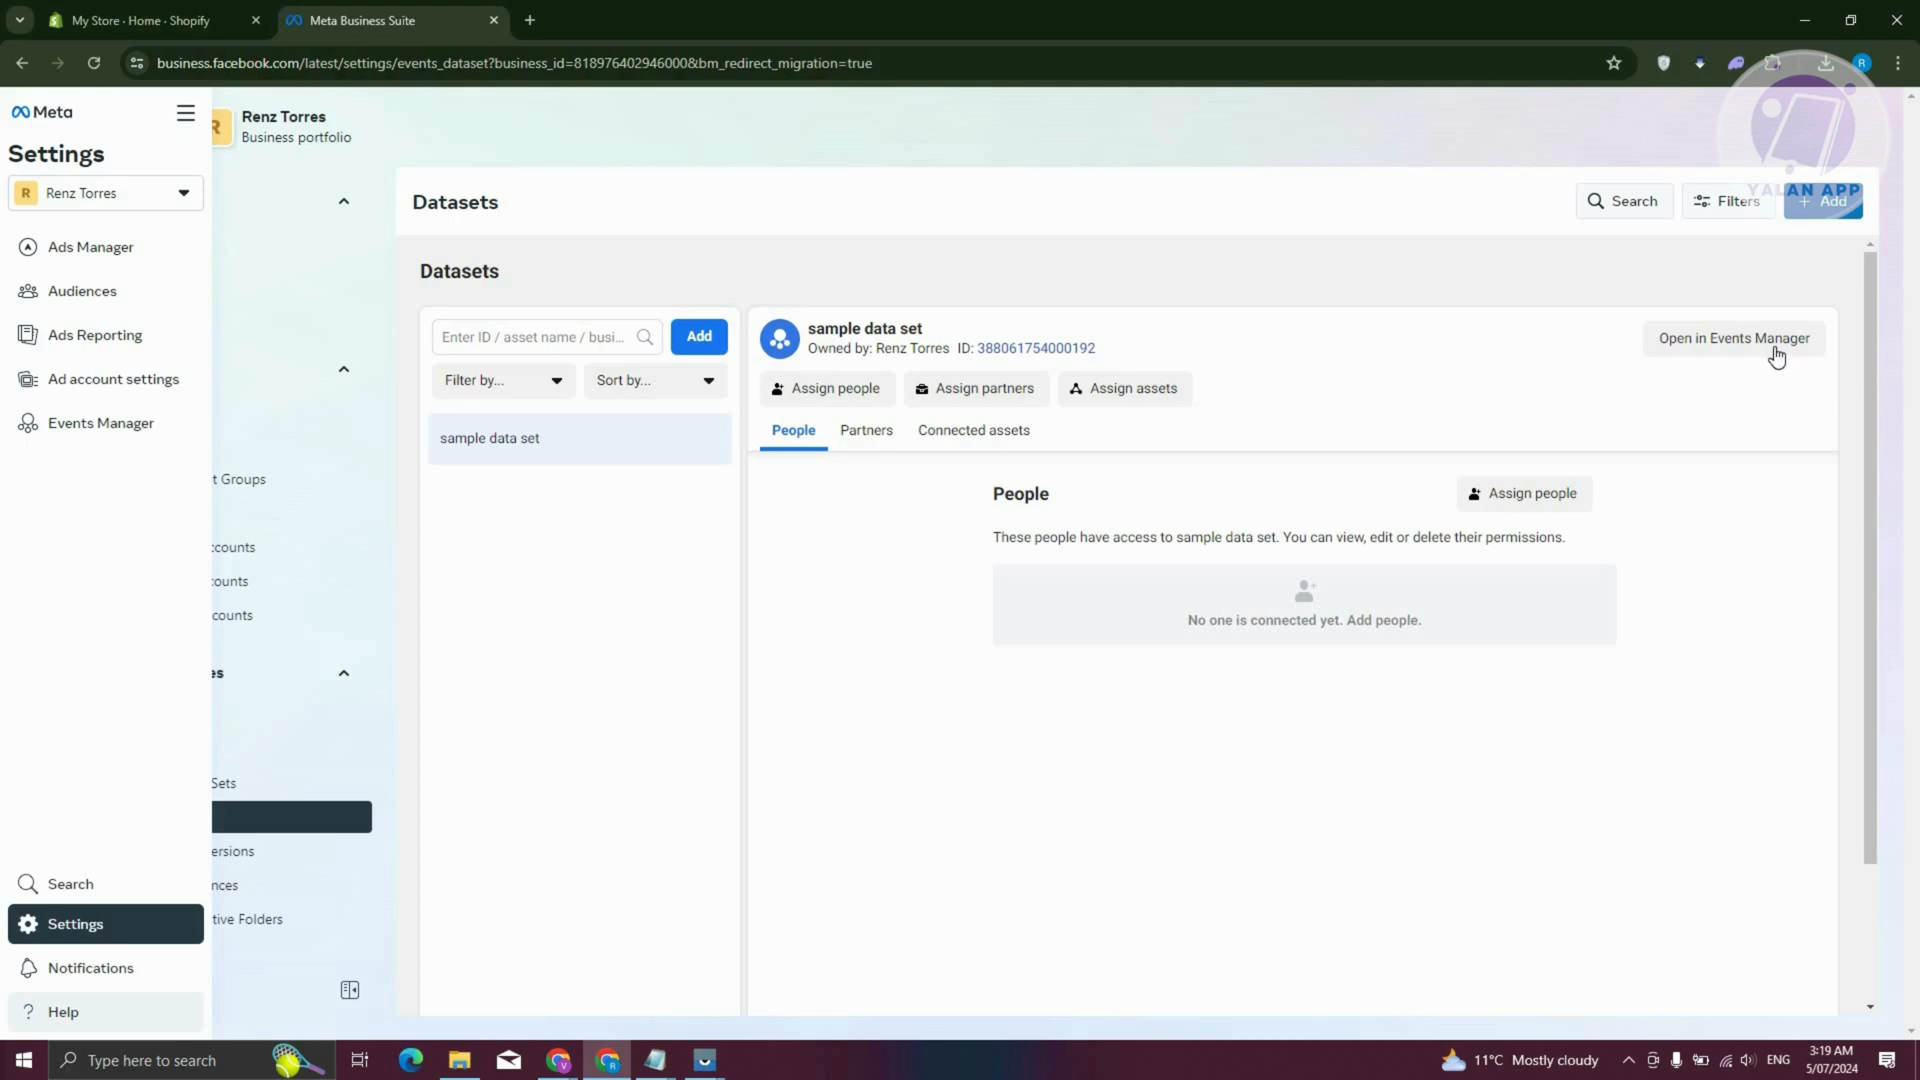 My Store · Home · Shopify
Meta Business Suite
business.facebook.com/latest/settings/events_dataset?business_id=818976402946000&bm_redirect_migration=true
R
Meta
Settings
R Renz Torres
Ads Manager
Audiences
Ads Reporting
Ad account settings
Events Manager
Search
Settings
Notifications
? Help
R
Renz Torres
Business portfolio
t Groups
counts
ounts
counts
es
Sets
ersions
nces
tive Folders
Datasets
Search
Filters
+ Add
YALAN APP
Datasets
Enter ID / asset name / busi...
Add
Filter by...
Sort by...
sample data set
sample data set
Owned by: Renz Torres ID: 388061754000192
Open in Events Manager
Assign people
Assign partners
Assign assets
People
Partners
Connected assets
People
Assign people
These people have access to sample data set. You can view, edit or delete their permissions.
No one is connected yet. Add people.
Type here to search
11°C Mostly cloudy
ENG
3:19 AM
5/07/2024